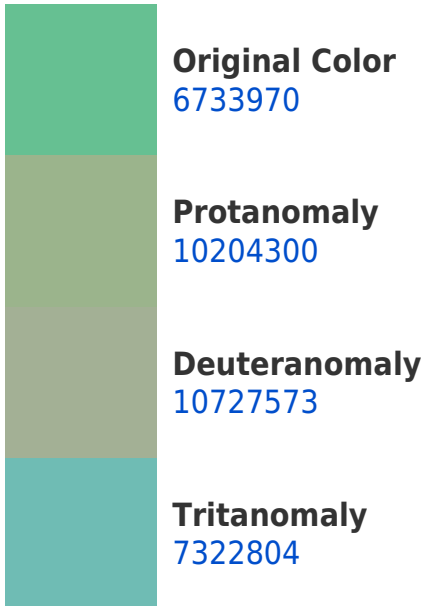 Original Color
6733970
Protanomaly
10204300
Deuteranomaly
10727573
Tritanomaly
7322804